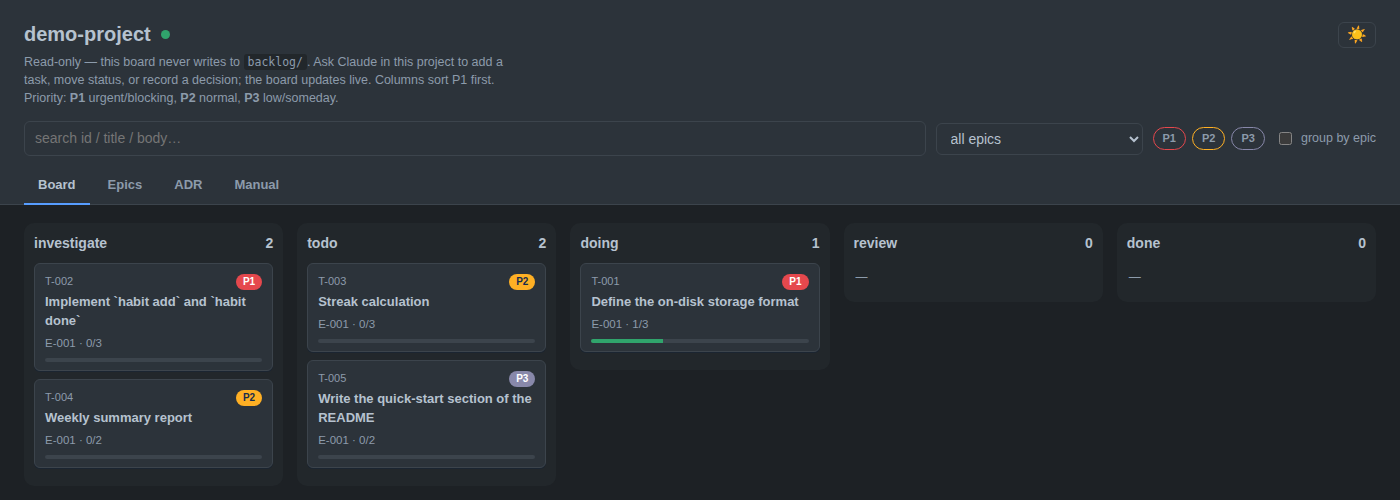 demo-project
Read-only — this board never writes to backlog/. Ask Claude in this project to add a
task, move status, or record a decision; the board updates live. Columns sort P1 first.
Priority: P1 urgent/blocking, P2 normal, P3 low/someday.
search id / title / body…
all epics
P1 P2 P3
group by epic
Board Epics ADR Manual
investigate 2
T-002 P1
Implement `habit add` and `habit
done`
E-001 · 0/3
T-004 P2
Weekly summary report
E-001 · 0/2
todo 2
T-003 P2
Streak calculation
E-001 · 0/3
T-005 P3
Write the quick-start section of the
README
E-001 · 0/2
doing 1
T-001 P1
Define the on-disk storage format
E-001 · 1/3
review 0
—
done 0
—